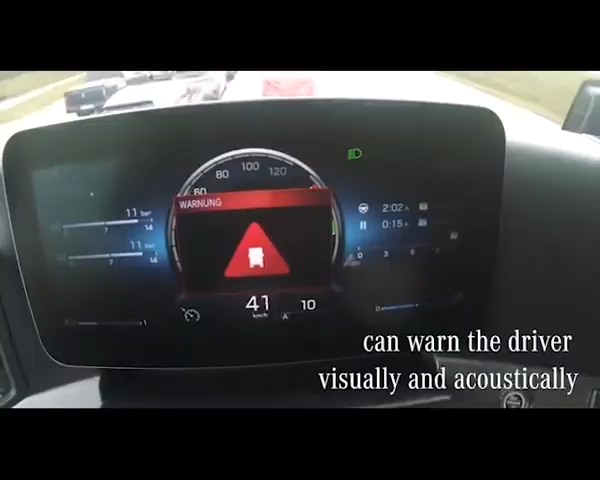 80 100 120
60
WARNUNG
11 bar
7 14
11 bar
7 14
2:02 h
0:15 h
0 3 6
41 10
km/h A
1
can warn the driver
visually and acoustically